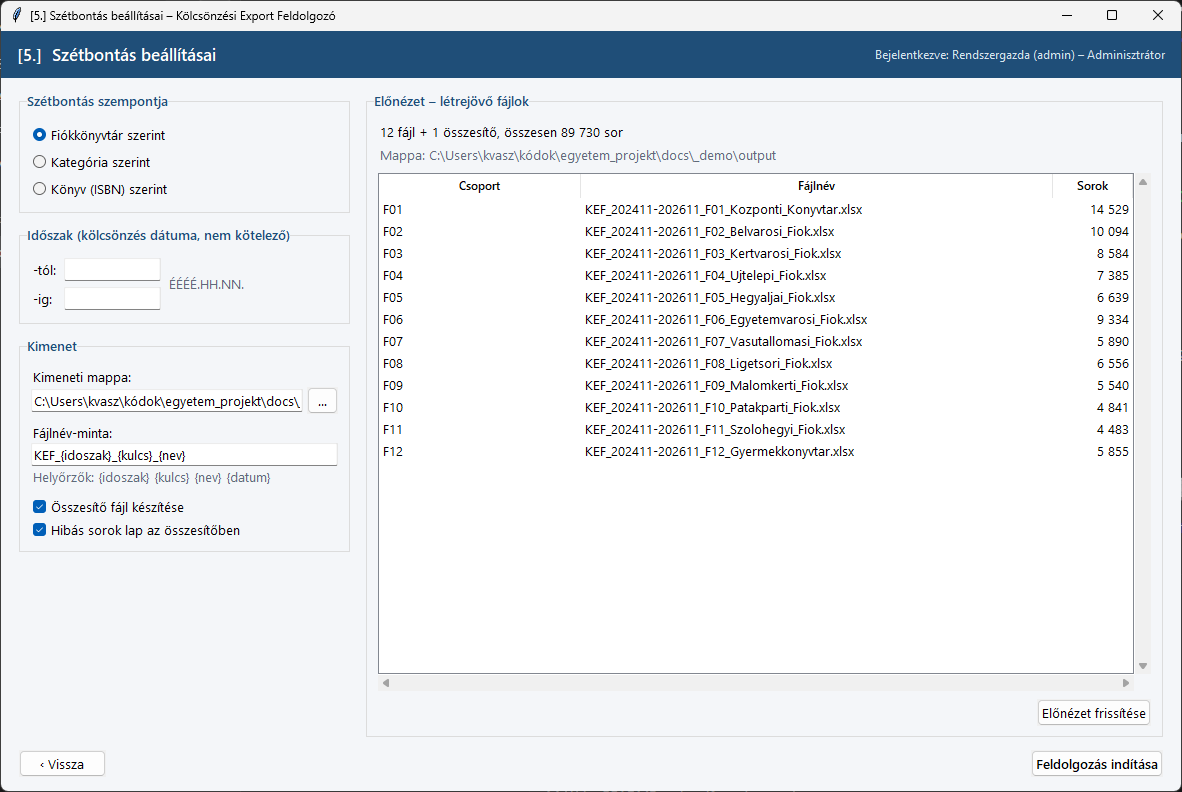 [5.] Szétbontás beállításai – Kölcsönzési Export Feldolgozó
[5.] Szétbontás beállításai
Bejelentkezve: Rendszergazda (admin) – Adminisztrátor
Szétbontás szempontja
Fiókkönyvtár szerint
Kategória szerint
Könyv (ISBN) szerint
Időszak (kölcsönzés dátuma, nem kötelező)
-tól:
-ig:
ÉÉÉÉ.HH.NN.
Kimenet
Kimeneti mappa:
C:\Users\kvasz\kódok\egyetem_projekt\docs\_
...
Fájlnév-minta:
KEF_{idoszak}_{kulcs}_{nev}
Helyőrzők: {idoszak} {kulcs} {nev} {datum}
Összesítő fájl készítése
Hibás sorok lap az összesítőben
Előnézet – létrejövő fájlok
12 fájl + 1 összesítő, összesen 89 730 sor
Mappa: C:\Users\kvasz\kódok\egyetem_projekt\docs\_demo\output
Csoport Fájlnév Sorok
F01 KEF_202411-202611_F01_Kozponti_Konyvtar.xlsx 14 529
F02 KEF_202411-202611_F02_Belvarosi_Fiok.xlsx 10 094
F03 KEF_202411-202611_F03_Kertvarosi_Fiok.xlsx 8 584
F04 KEF_202411-202611_F04_Ujtelepi_Fiok.xlsx 7 385
F05 KEF_202411-202611_F05_Hegyaljai_Fiok.xlsx 6 639
F06 KEF_202411-202611_F06_Egyetemvarosi_Fiok.xlsx 9 334
F07 KEF_202411-202611_F07_Vasutallomasi_Fiok.xlsx 5 890
F08 KEF_202411-202611_F08_Ligetsori_Fiok.xlsx 6 556
F09 KEF_202411-202611_F09_Malomkerti_Fiok.xlsx 5 540
F10 KEF_202411-202611_F10_Patakparti_Fiok.xlsx 4 841
F11 KEF_202411-202611_F11_Szolohegyi_Fiok.xlsx 4 483
F12 KEF_202411-202611_F12_Gyermekkonyvtar.xlsx 5 855
Előnézet frissítése
‹ Vissza
Feldolgozás indítása